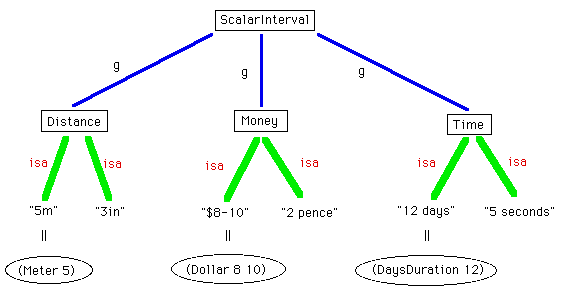 ScalarInterval
g
g
g
Distance
Money
Time
isa
isa
isa
isa
isa
isa
"5m"
"3in"
"$8-10"
"2 pence"
"12 days"
"5 seconds"
=
=
=
(Meter 5)
(Dollar 8 10)
(DaysDuration 12)